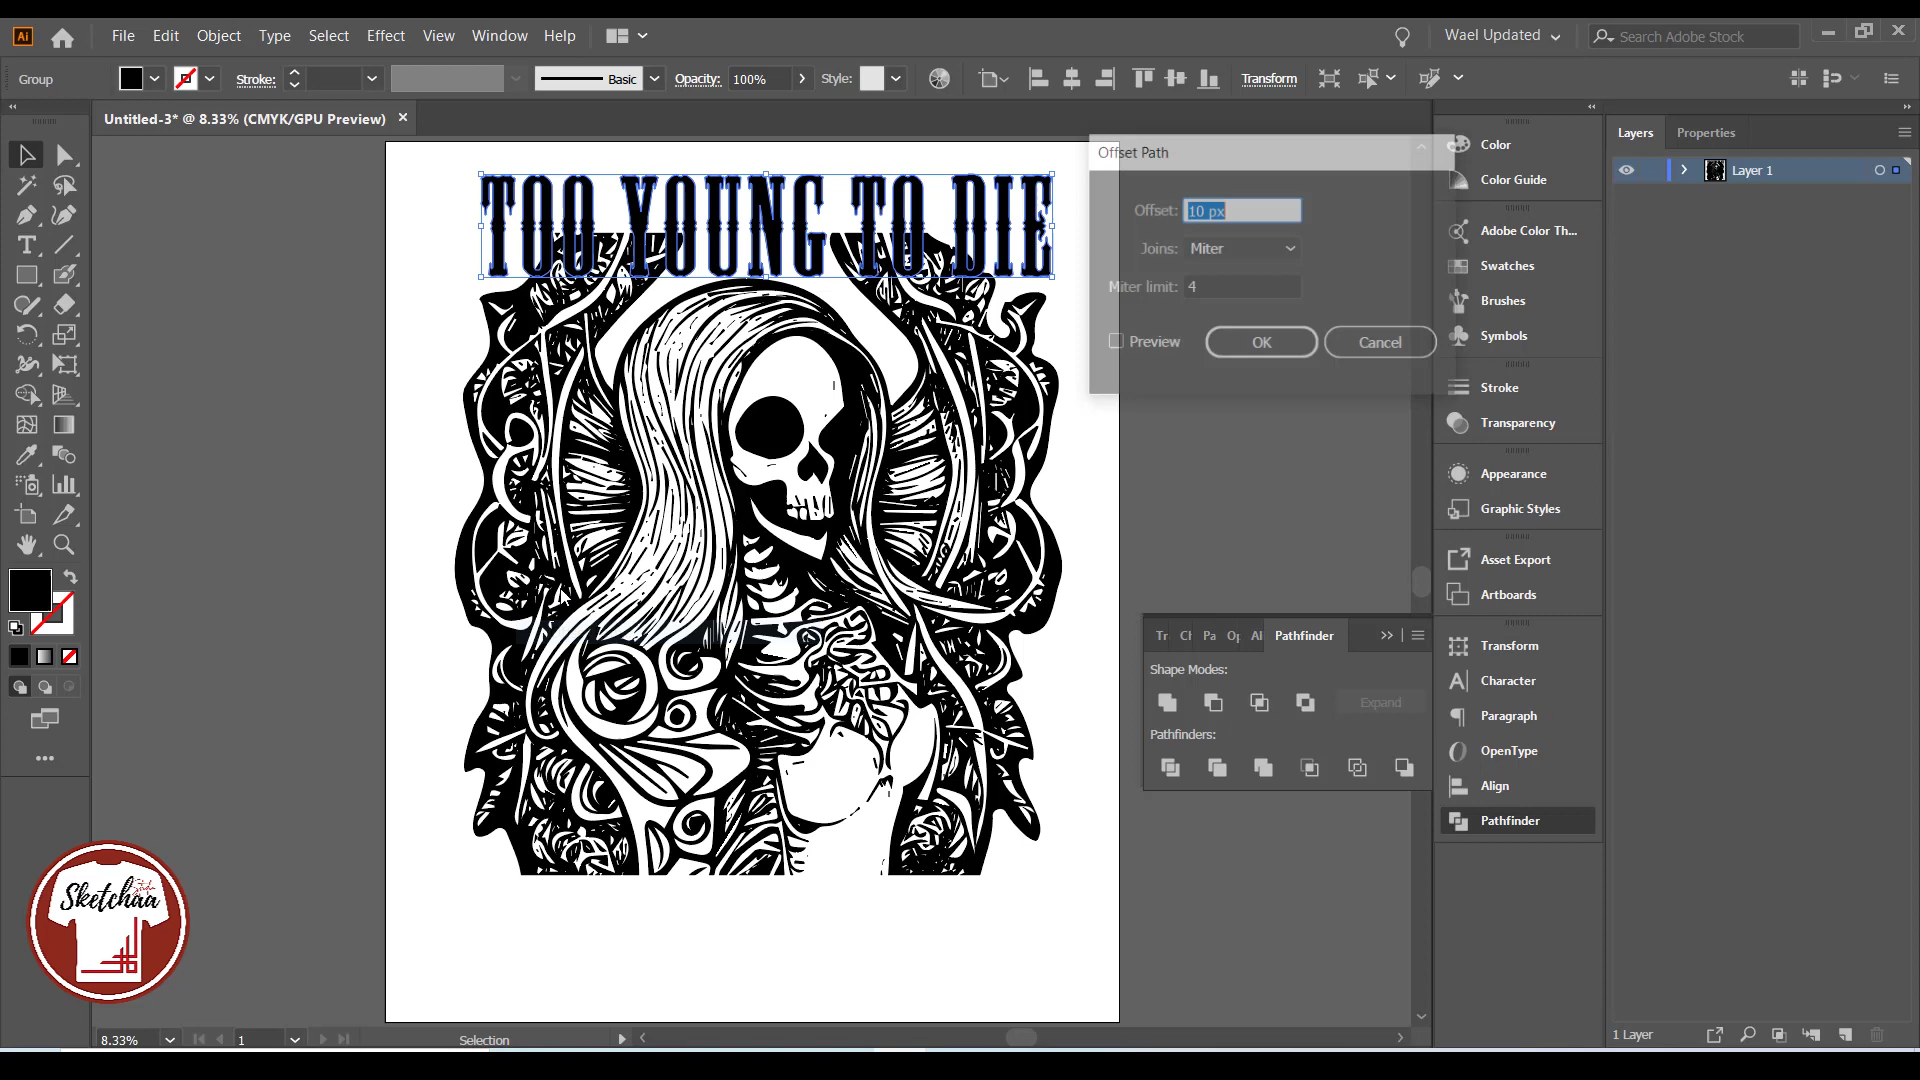 Ai
File Edit Object Type Select Effect View Window Help
Wael Updated
Search Adobe Stock
Group
Stroke:
Basic
Opacity: 100%
Style:
Transform
Untitled-3* @ 8.33% (CMYK/GPU Preview)
Layers Properties
Layer 1
TOO YOUNG TO DIE
Offset Path
Offset: 10 px
Joins: Miter
Miter limit: 4
Preview
OK
Cancel
Color
Color Guide
Adobe Color Th...
Swatches
Brushes
Symbols
Stroke
Transparency
Appearance
Graphic Styles
Asset Export
Artboards
Transform
Character
Paragraph
OpenType
Align
Pathfinder
Tr Cl Pa Op Al Pathfinder
Shape Modes:
Expand
Pathfinders:
Sketchaa
8.33%
1
Selection
1 Layer